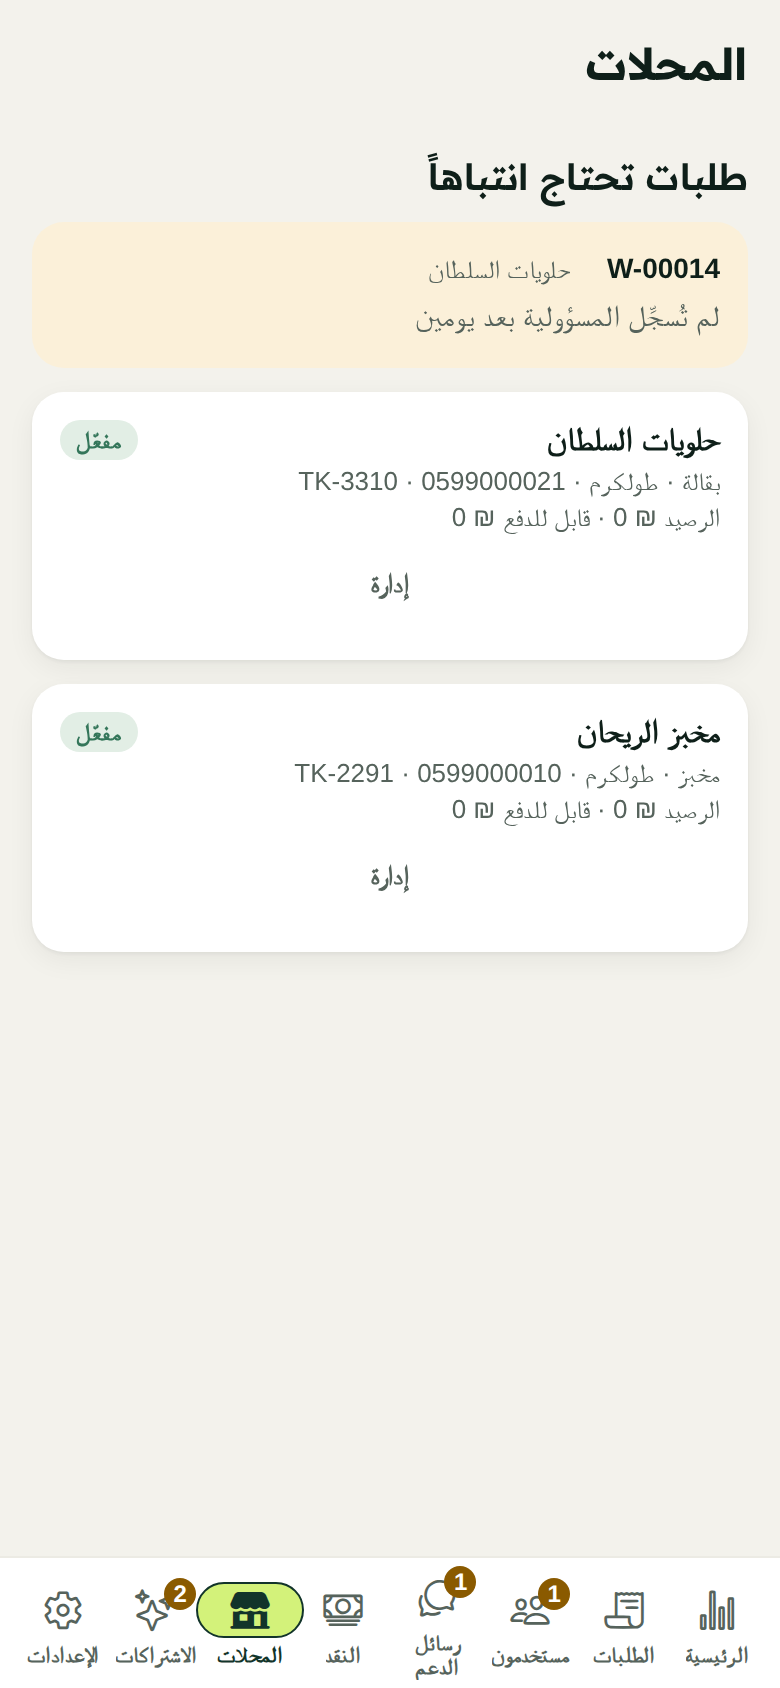 المحلات
طلبات تحتاج انتباهاً
W-00014 حلويات السلطان
لم تُسجَّل المسؤولية بعد يومين
حلويات السلطان مفعّل
بقالة · طولكرم · 0599000021 · TK-3310
الرصيد ₪ 0 · قابل للدفع ₪ 0
إدارة
مخبز الريحان مفعّل
مخبز · طولكرم · 0599000010 · TK-2291
الرصيد ₪ 0 · قابل للدفع ₪ 0
إدارة
الرئيسية
الطلبات
1
مستخدمون
1
رسائل
الدعم
النقد
المحلات
2
الاشتراكات
الإعدادات